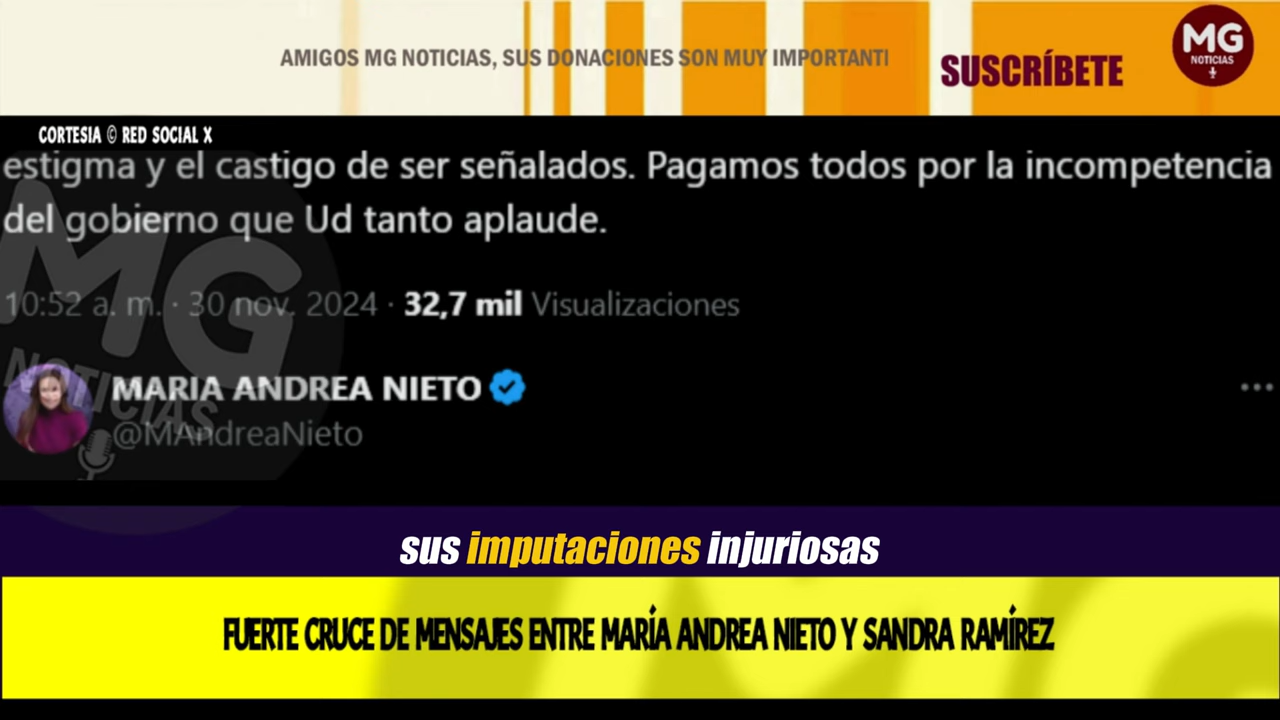 AMIGOS MG NOTICIAS, SUS DONACIONES SON MUY IMPORTANTI
SUSCRÍBETE
MG
NOTICIAS
CORTESIA © RED SOCIAL X
estigma y el castigo de ser señalados. Pagamos todos por la incompetencia
del gobierno que Ud tanto aplaude.
10:52 a. m. · 30 nov. 2024 · 32,7 mil Visualizaciones
MG
NOTICIAS
MARIA ANDREA NIETO
@MAndreaNieto
sus imputaciones injuriosas
FUERTE CRUCE DE MENSAJES ENTRE MARÍA ANDREA NIETO Y SANDRA RAMÍREZ